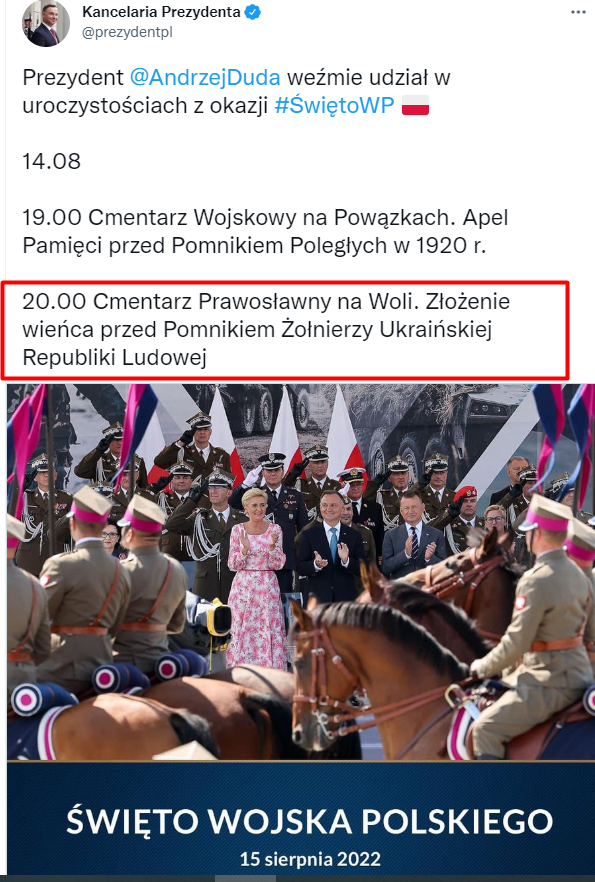 Kancelaria Prezydenta
@prezydentpl
Prezydent @AndrzejDuda weźmie udział w
uroczystościach z okazji #ŚwiętoWP 🇵🇱
14.08
19.00 Cmentarz Wojskowy na Powązkach. Apel
Pamięci przed Pomnikiem Poległych w 1920 r.
20.00 Cmentarz Prawosławny na Woli. Złożenie
wieńca przed Pomnikiem Żołnierzy Ukraińskiej
Republiki Ludowej
ŚWIĘTO WOJSKA POLSKIEGO
15 sierpnia 2022